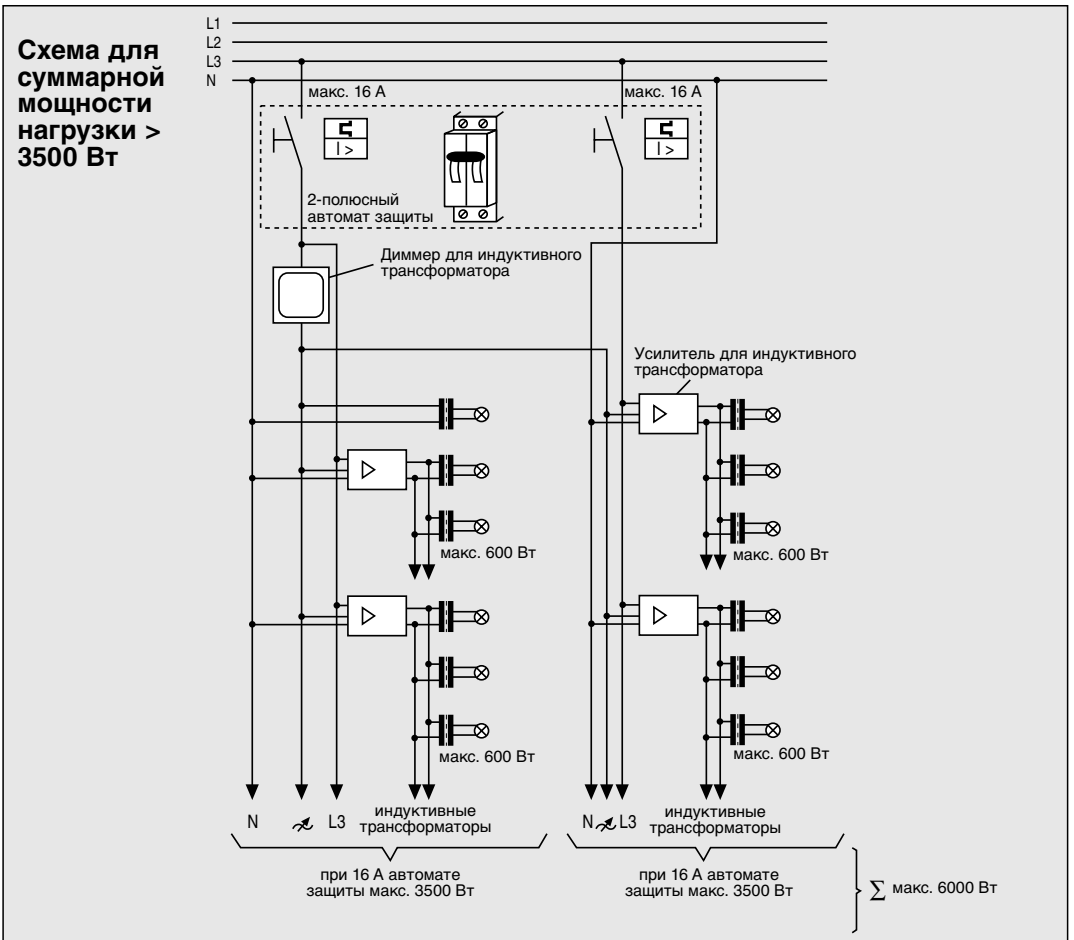 Схема для
суммарной
мощности
нагрузки >
3500 Вт
L1
L2
L3
N
макс. 16 А
макс. 16 А
I >
I >
2-полюсный
автомат защиты
Диммер для индуктивного
трансформатора
Усилитель для индуктивного
трансформатора
макс. 600 Вт
макс. 600 Вт
макс. 600 Вт
макс. 600 Вт
N
L3
индуктивные
трансформаторы
N
L3
индуктивные
трансформаторы
при 16 А автомате
защиты макс. 3500 Вт
при 16 А автомате
защиты макс. 3500 Вт
∑ макс. 6000 Вт